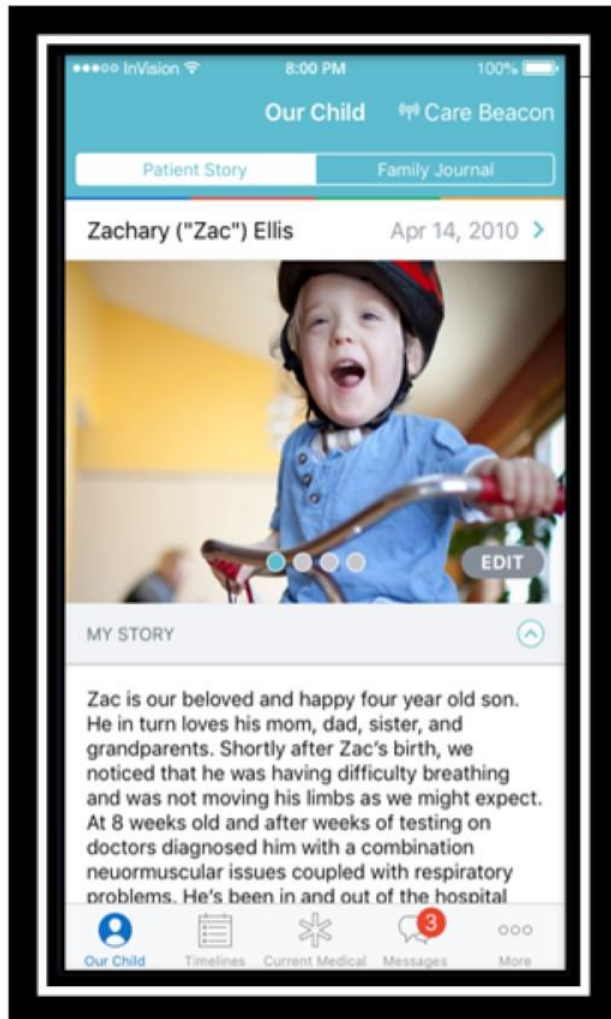 InVision 8:00 PM 100%
Our Child Care Beacon
Patient Story Family Journal
Zachary ("Zac") Ellis Apr 14, 2010
EDIT
MY STORY
Zac is our beloved and happy four year old son.
He in turn loves his mom, dad, sister, and
grandparents. Shortly after Zac's birth, we
noticed that he was having difficulty breathing
and was not moving his limbs as we might expect.
At 8 weeks old and after weeks of testing on
doctors diagnosed him with a combination
neuormuscular issues coupled with respiratory
problems. He's been in and out of the hospital
3
Our Child Timelines Current Medical Messages More